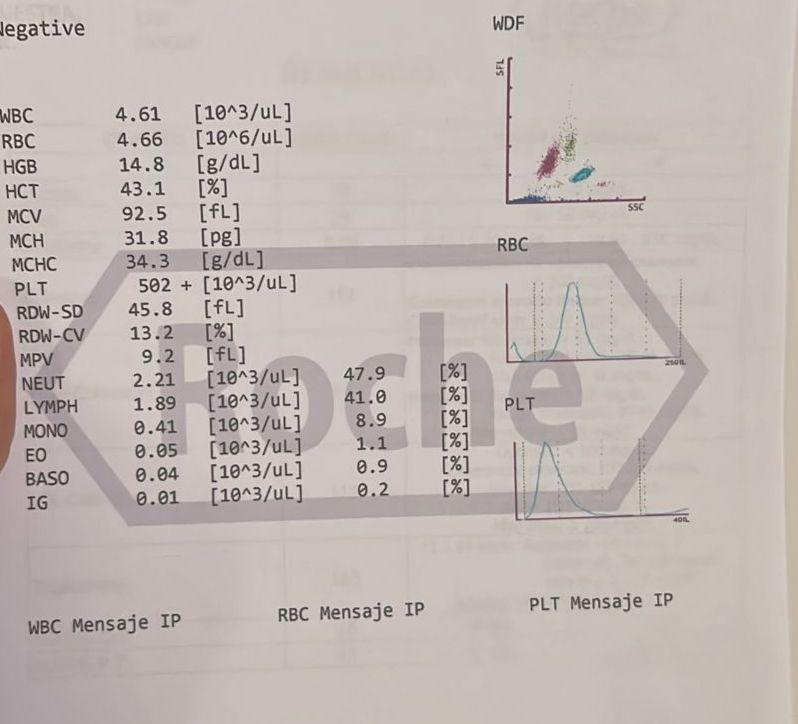 Negative
WDF
SFL
SSC
WBC 4.61 [10^3/uL]
RBC 4.66 [10^6/uL]
HGB 14.8 [g/dL]
HCT 43.1 [%]
MCV 92.5 [fL]
MCH 31.8 [pg]
MCHC 34.3 [g/dL]
PLT 502 + [10^3/uL]
RDW-SD 45.8 [fL]
RDW-CV 13.2 [%]
MPV 9.2 [fL]
NEUT 2.21 [10^3/uL] 47.9 [%]
LYMPH 1.89 [10^3/uL] 41.0 [%]
MONO 0.41 [10^3/uL] 8.9 [%]
EO 0.05 [10^3/uL] 1.1 [%]
BASO 0.04 [10^3/uL] 0.9 [%]
IG 0.01 [10^3/uL] 0.2 [%]
RBC
250fL
PLT
40fL
Roche
WBC Mensaje IP RBC Mensaje IP PLT Mensaje IP